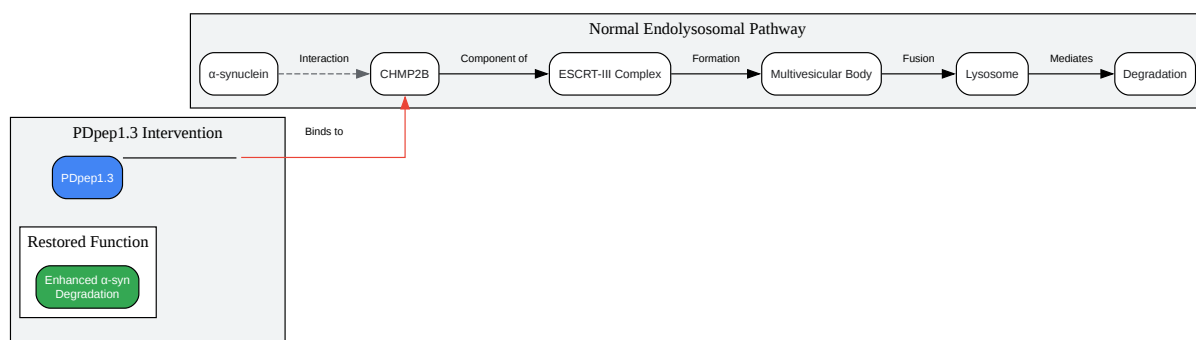 Normal Endolysosomal Pathway
α-synuclein
Interaction
CHMP2B
Component of
ESCRT-III Complex
Formation
Multivesicular Body
Fusion
Lysosome
Mediates
Degradation
PDpep1.3 Intervention
Binds to
PDpep1.3
Restored Function
Enhanced α-syn
Degradation